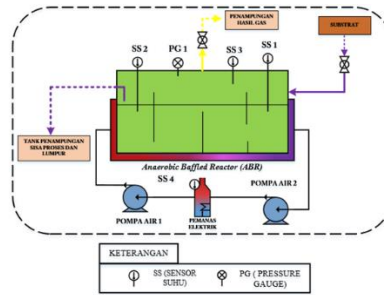 PENAMPUNGAN
HASIL GAS
SUBSTRAT
SS 2
PG 1
SS 3
SS 1
TANK PENAMPUNGAN
SISA PROSES DAN
LUMPUR
Anaerobic Baffled Reactor (ABR)
SS 4
POMPA AIR 2
POMPA AIR 1
PEMANAS
ELEKTRIK
KETERANGAN
SS (SENSOR
SUHU)
PG ( PRESSURE
GAUGE)